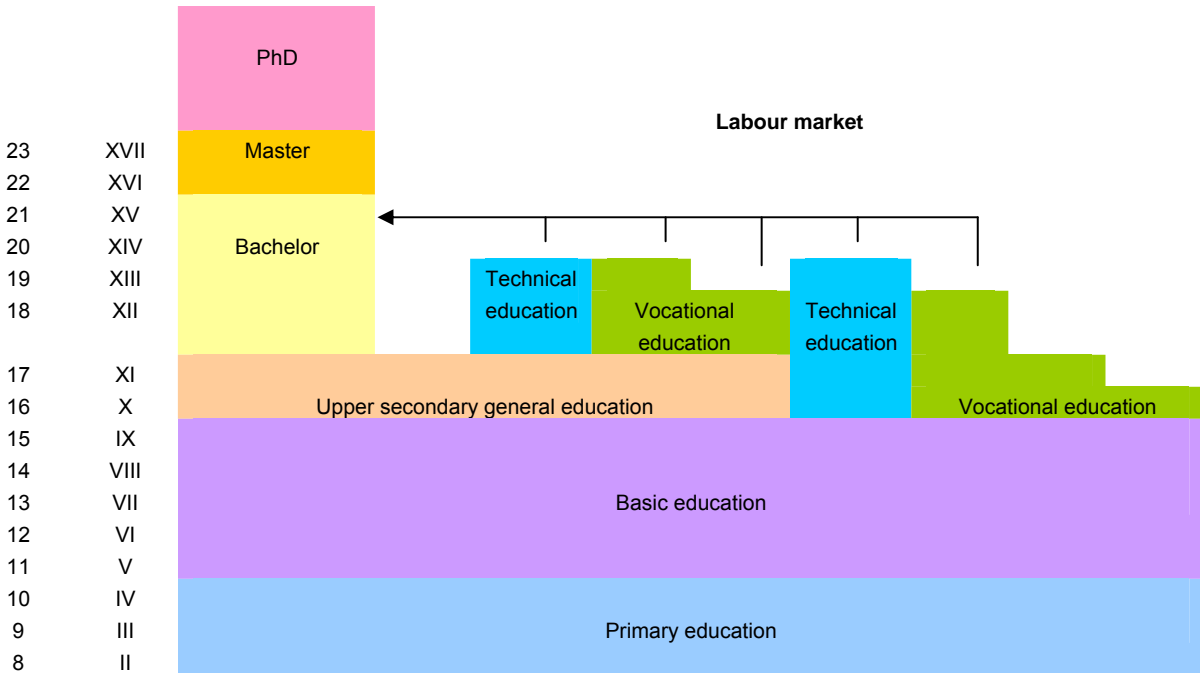 PhD
Labour market
23 XVII Master
22 XVI
21 XV
20 XIV Bachelor
19 XIII Technical
18 XII education Vocational Technical
education education
17 XI
16 X Upper secondary general education Vocational education
15 IX
14 VIII
13 VII Basic education
12 VI
11 V
10 IV
9 III Primary education
8 II